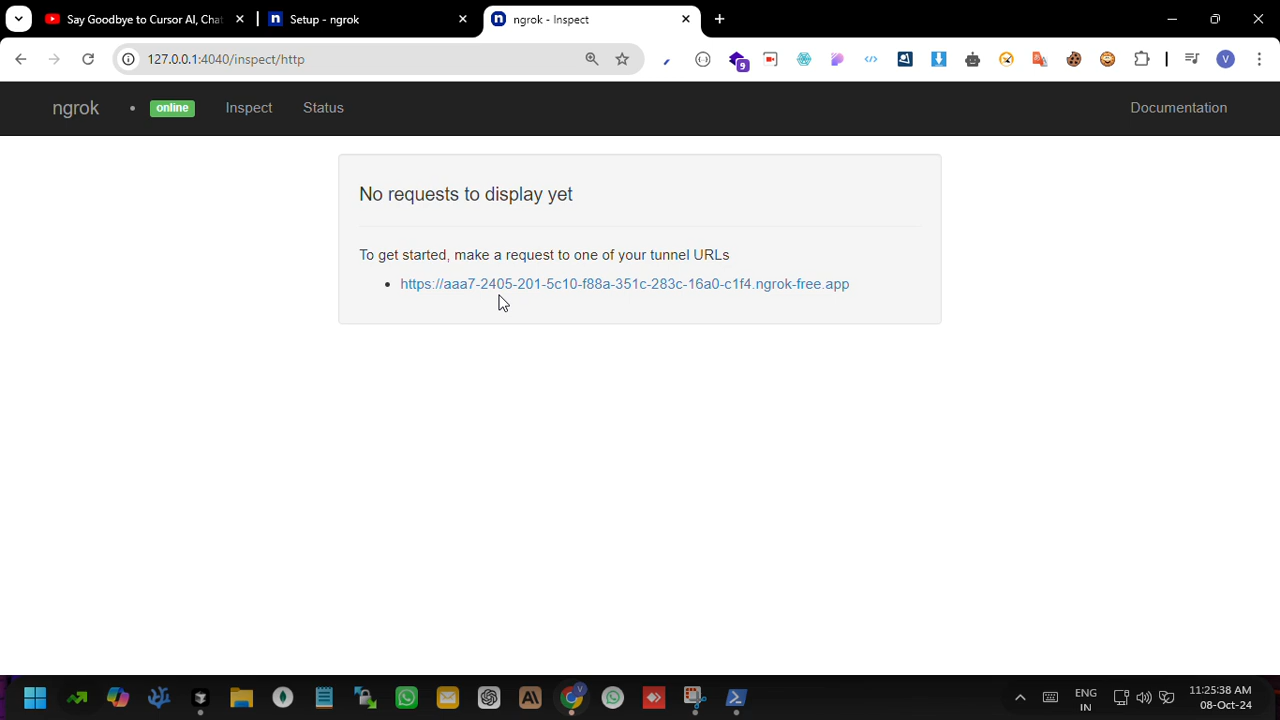 Say Goodbye to Cursor AI, Chat
Setup - ngrok
ngrok - Inspect
127.0.0.1:4040/inspect/http
9
V
ngrok
online
Inspect
Status
Documentation
No requests to display yet
To get started, make a request to one of your tunnel URLs
https://aaa7-2405-201-5c10-f88a-351c-283c-16a0-c1f4.ngrok-free.app
ENG
IN
11:25:38 AM
08-Oct-24